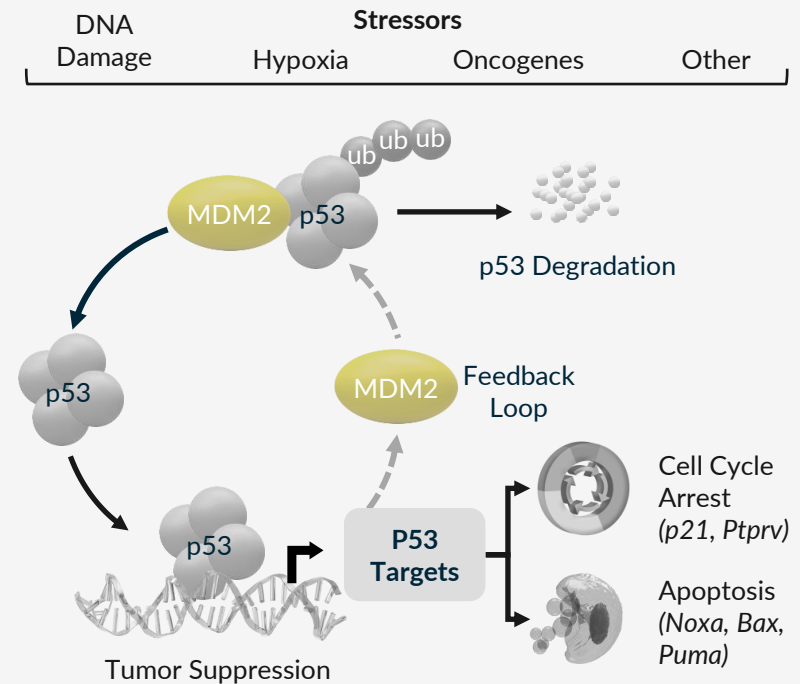 Stressors
DNA
Damage
Hypoxia
Oncogenes
Other
ub ub ub
MDM2
p53
p53 Degradation
p53
MDM2
Feedback
Loop
p53
P53
Targets
Cell Cycle
Arrest
(p21, Ptprv)
Apoptosis
(Noxa, Bax,
Puma)
Tumor Suppression